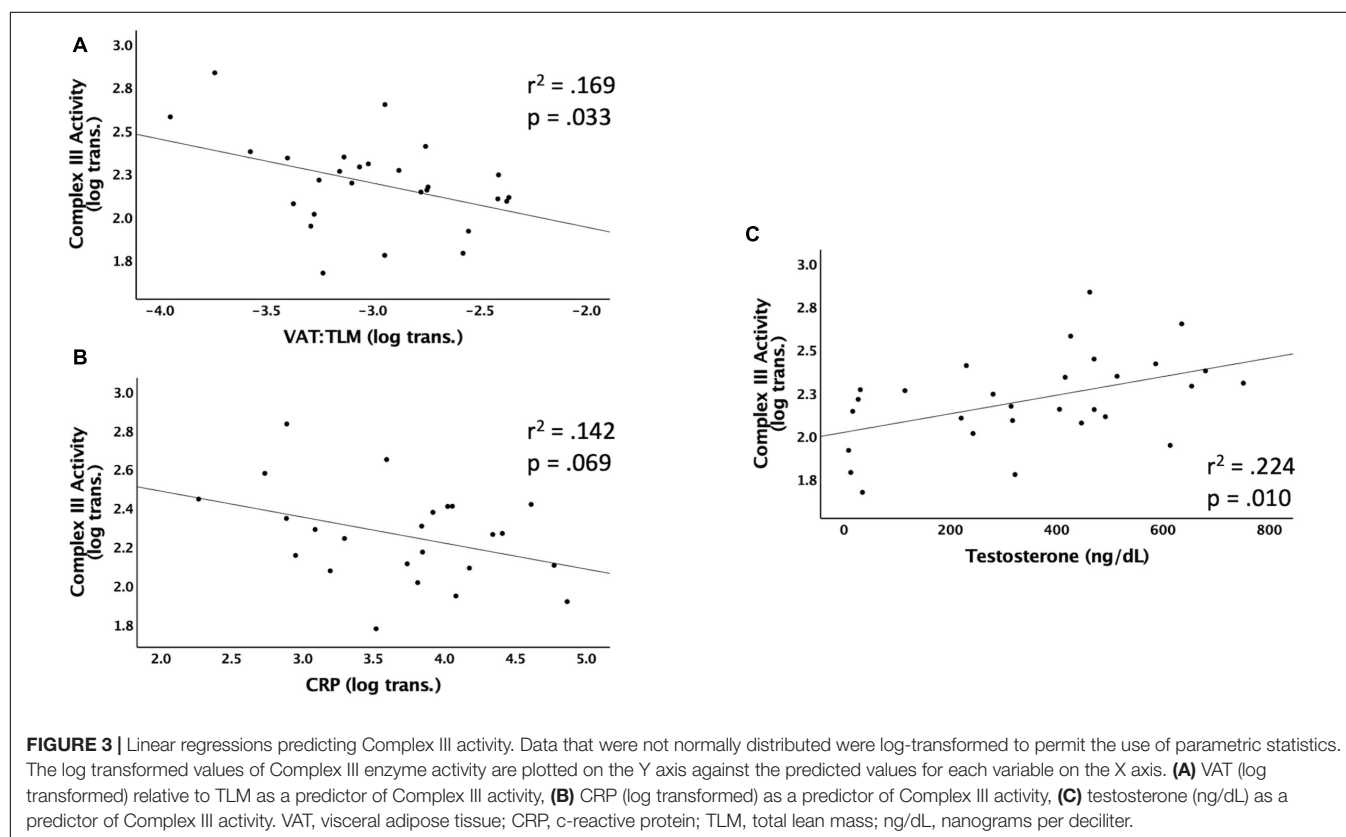 A
3.0
2.8
2.5
2.3
2.0
1.8
Complex III Activity
(log trans.)
r² = .169
p = .033
−4.0 −3.5 −3.0 −2.5 −2.0
VAT:TLM (log trans.)
B
3.0
2.8
2.6
2.4
2.2
2.0
1.8
Complex III Activity
(log trans.)
r² = .142
p = .069
2.0 2.5 3.0 3.5 4.0 4.5 5.0
CRP (log trans.)
C
3.0
2.8
2.5
2.3
2.0
1.8
Complex III Activity
(log trans.)
r² = .224
p = .010
0 200 400 600 800
Testosterone (ng/dL)
FIGURE 3 | Linear regressions predicting Complex III activity. Data that were not normally distributed were log-transformed to permit the use of parametric statistics.
The log transformed values of Complex III enzyme activity are plotted on the Y axis against the predicted values for each variable on the X axis. (A) VAT (log
transformed) relative to TLM as a predictor of Complex III activity, (B) CRP (log transformed) as a predictor of Complex III activity, (C) testosterone (ng/dL) as a
predictor of Complex III activity. VAT, visceral adipose tissue; CRP, c-reactive protein; TLM, total lean mass; ng/dL, nanograms per deciliter.